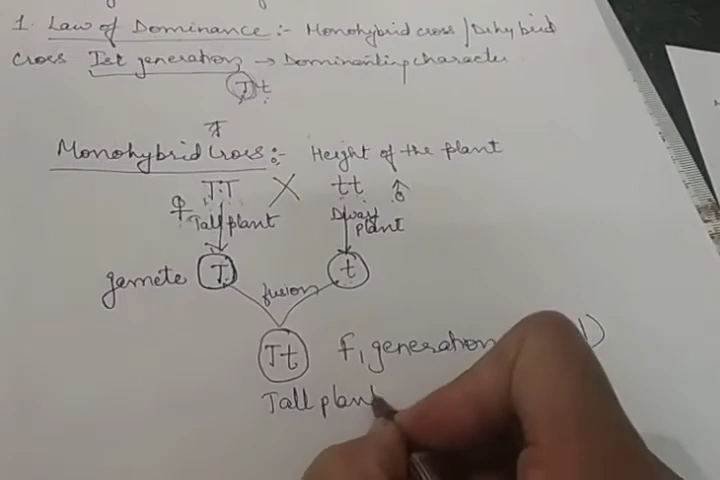 1. Law of Dominance :- Monohybrid cross / Dihybrid
cross Ist generation → Dominanting character
Tt
Monohybrid Cross :- Height of the plant
TT X tt
♀ Tall plant Dwarf plant
gamete T t
fusion
Tt F1 generation
Tall plant